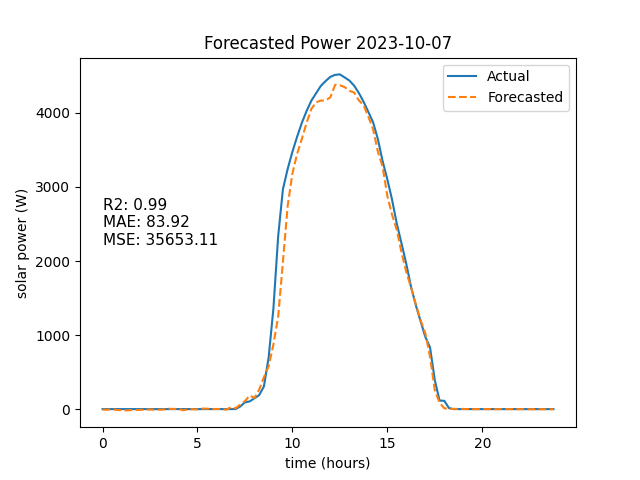 Forecasted Power 2023-10-07
Actual
Forecasted
R2: 0.99
MAE: 83.92
MSE: 35653.11
solar power (W)
4000
3000
2000
1000
0
0 5 10 15 20
time (hours)